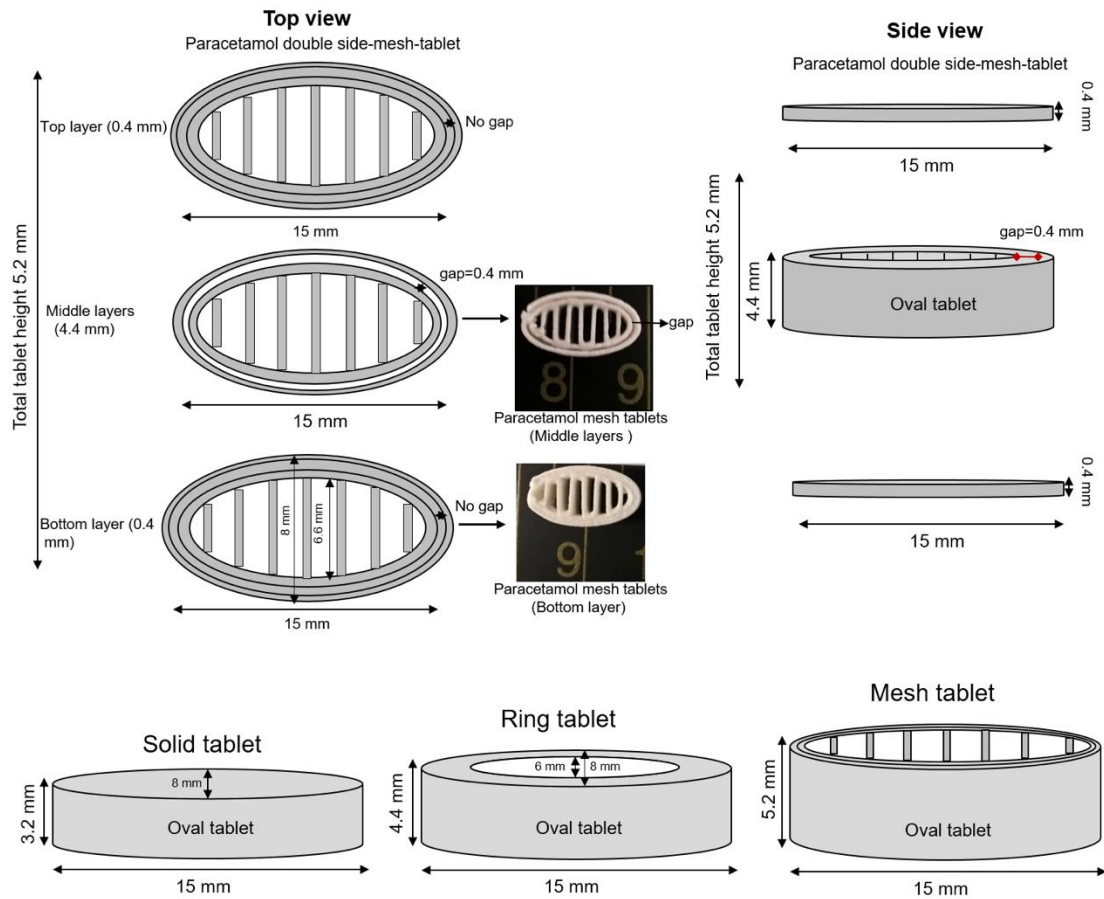 Top view
Paracetamol double side-mesh-tablet
Total tablet height 5.2 mm
Top layer (0.4 mm)
No gap
15 mm
Middle layers
(4.4 mm)
gap=0.4 mm
15 mm
gap
8 9
Paracetamol mesh tablets
(Middle layers )
Bottom layer (0.4
mm)
8 mm
6.6 mm
No gap
15 mm
9
Paracetamol mesh tablets
(Bottom layer)
Side view
Paracetamol double side-mesh-tablet
0.4 mm
15 mm
Total tablet height 5.2 mm
gap=0.4 mm
4.4 mm
Oval tablet
0.4 mm
15 mm
Solid tablet
8 mm
3.2 mm
Oval tablet
15 mm
Ring tablet
6 mm
8 mm
4.4 mm
Oval tablet
15 mm
Mesh tablet
5.2 mm
Oval tablet
15 mm